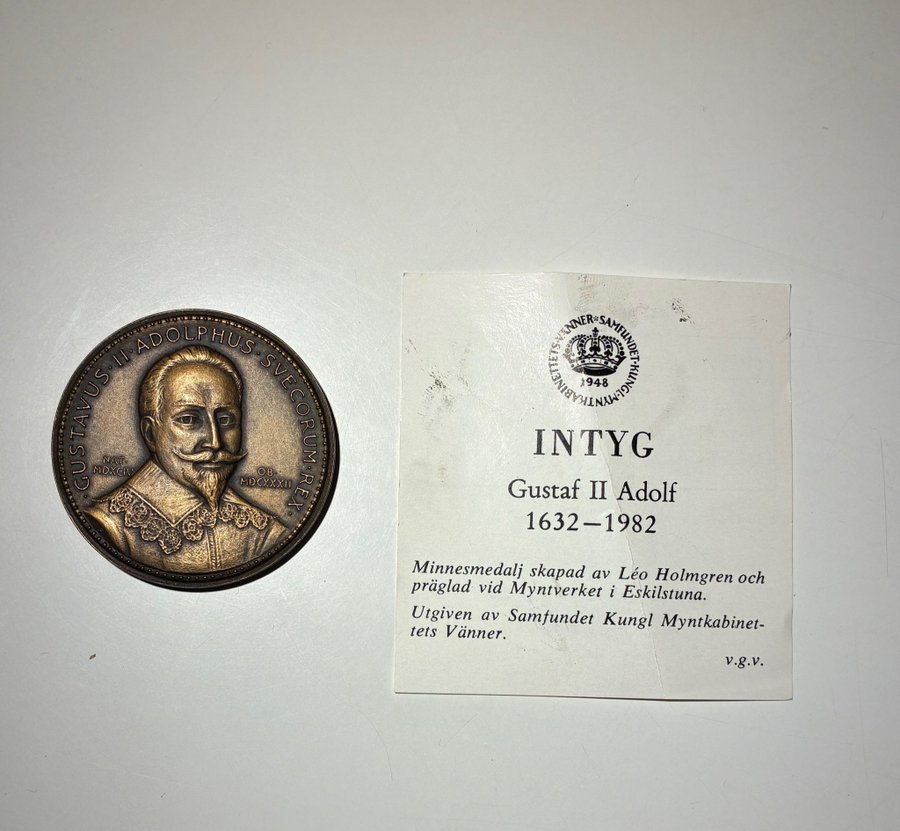 GUSTAVUS · II · ADOLPHUS · SVECORUM · REX ·
NAT.
MDXCIV
OB.
MDCXXXII
SAMFUNDET·KUNGL·MYNTKABINETTETS·VÄNNER
1948
INTYG
Gustaf II Adolf
1632—1982
Minnesmedalj skapad av Léo Holmgren och
präglad vid Myntverket i Eskilstuna.
Utgiven av Samfundet Kungl Myntkabinet-
tets Vänner.
v.g.v.